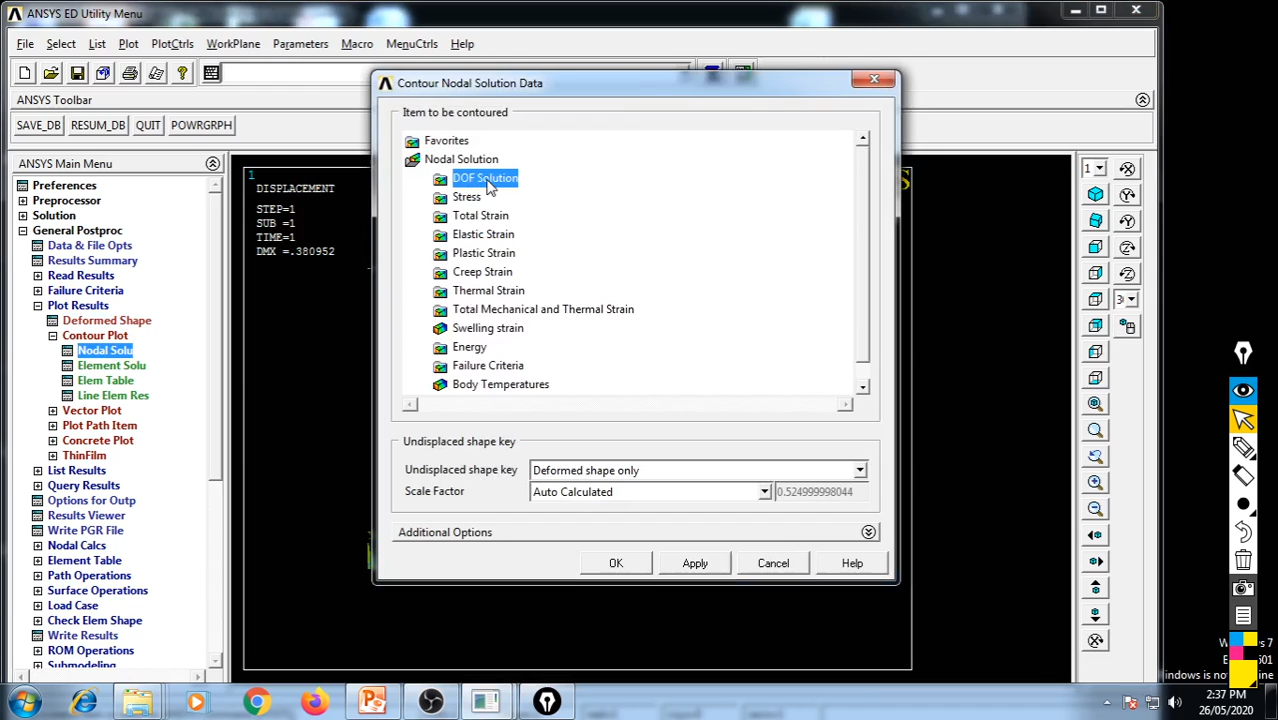 ANSYS ED Utility Menu
File Select List Plot PlotCtrls WorkPlane Parameters Macro MenuCtrls Help
ANSYS Toolbar
SAVE_DB RESUM_DB QUIT POWRGRPH
ANSYS Main Menu
Preferences
Preprocessor
Solution
General Postproc
Data & File Opts
Results Summary
Read Results
Failure Criteria
Plot Results
Deformed Shape
Contour Plot
Nodal Solu
Element Solu
Elem Table
Line Elem Res
Vector Plot
Plot Path Item
Concrete Plot
ThinFilm
List Results
Query Results
Options for Outp
Results Viewer
Write PGR File
Nodal Calcs
Element Table
Path Operations
Surface Operations
Load Case
Check Elem Shape
Write Results
ROM Operations
Submodeling
1
DISPLACEMENT
STEP=1
SUB =1
TIME=1
DMX =.380952
Contour Nodal Solution Data
Item to be contoured
Favorites
Nodal Solution
DOF Solution
Stress
Total Strain
Elastic Strain
Plastic Strain
Creep Strain
Thermal Strain
Total Mechanical and Thermal Strain
Swelling strain
Energy
Failure Criteria
Body Temperatures
Undisplaced shape key
Undisplaced shape key Deformed shape only
Scale Factor Auto Calculated 0.524999998044
Additional Options
OK Apply Cancel Help
1
2:37 PM
26/05/2020